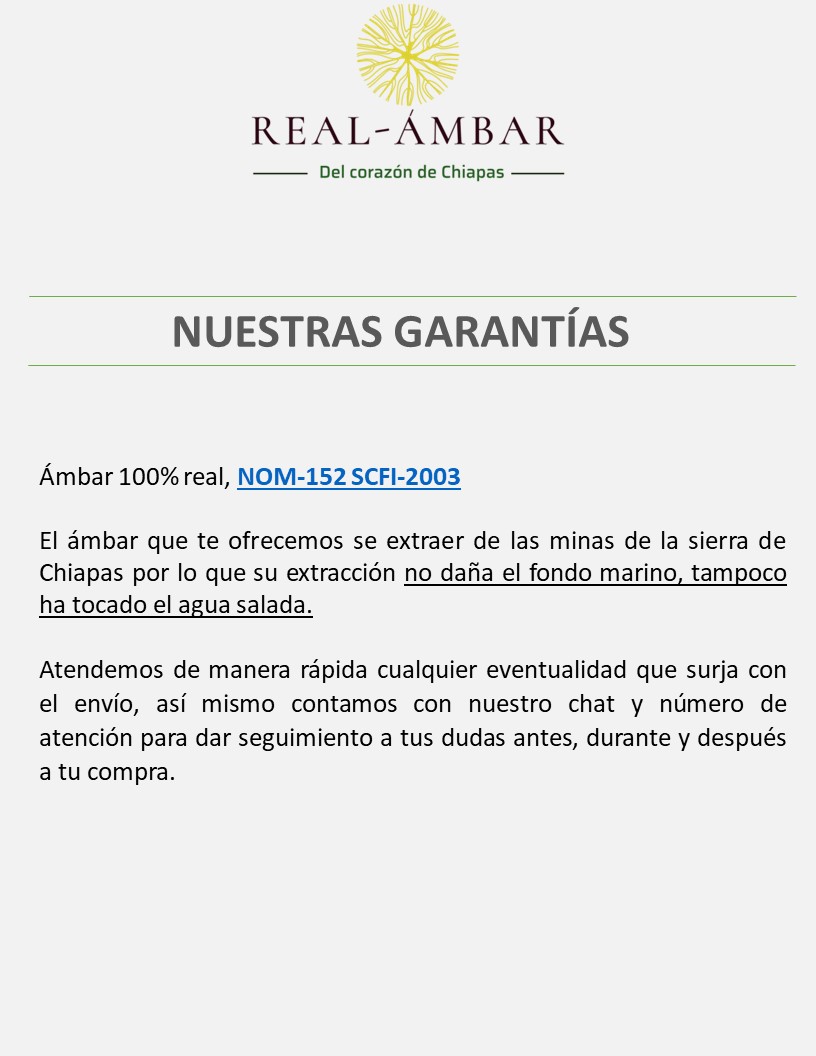 REAL-ÁMBAR
Del corazón de Chiapas
NUESTRAS GARANTÍAS
Ámbar 100% real, NOM-152 SCFI-2003
El ámbar que te ofrecemos se extraer de las minas de la sierra de
Chiapas por lo que su extracción no daña el fondo marino, tampoco
ha tocado el agua salada.
Atendemos de manera rápida cualquier eventualidad que surja con
el envío, así mismo contamos con nuestro chat y número de
atención para dar seguimiento a tus dudas antes, durante y después
a tu compra.